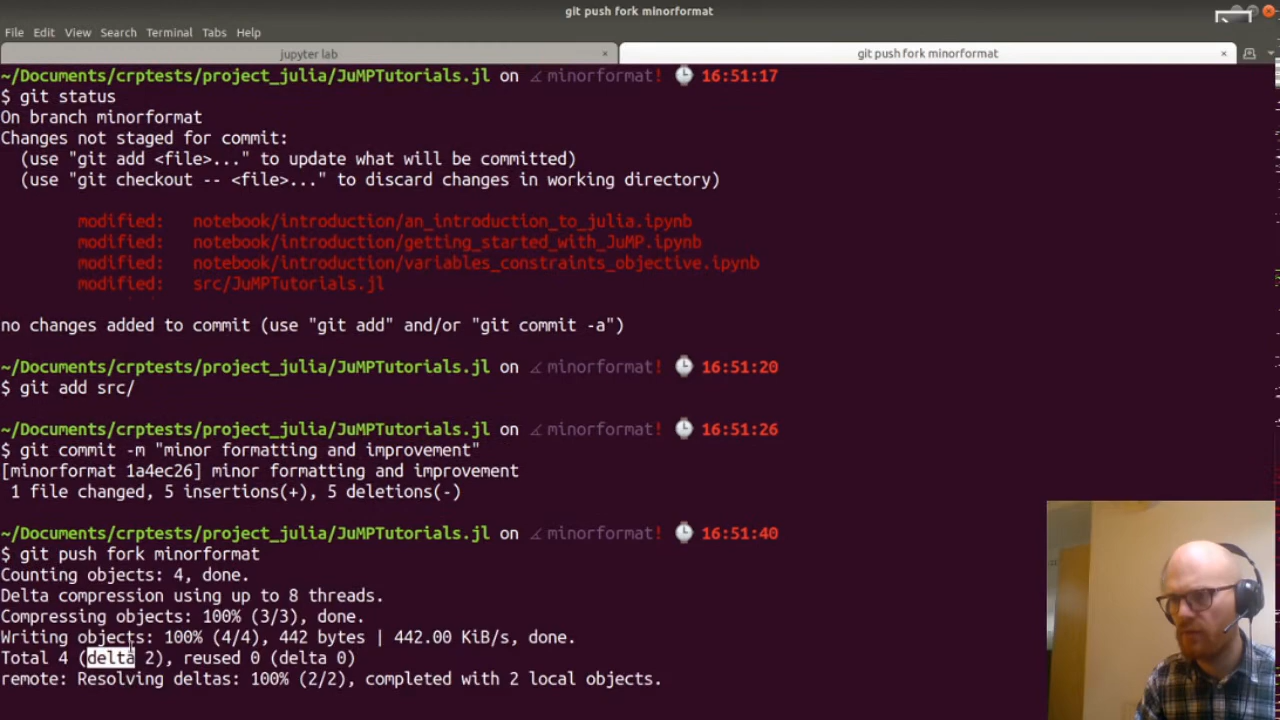 git push fork minorformat
File Edit View Search Terminal Tabs Help
jupyter lab × git push fork minorformat ×
~/Documents/crptests/project_julia/JuMPTutorials.jl on ∡ minorformat! 16:51:17
$ git status
On branch minorformat
Changes not staged for commit:
(use "git add <file>..." to update what will be committed)
(use "git checkout -- <file>..." to discard changes in working directory)
modified: notebook/introduction/an_introduction_to_julia.ipynb
modified: notebook/introduction/getting_started_with_JuMP.ipynb
modified: notebook/introduction/variables_constraints_objective.ipynb
modified: src/JuMPTutorials.jl
no changes added to commit (use "git add" and/or "git commit -a")
~/Documents/crptests/project_julia/JuMPTutorials.jl on ∡ minorformat! 16:51:20
$ git add src/
~/Documents/crptests/project_julia/JuMPTutorials.jl on ∡ minorformat! 16:51:26
$ git commit -m "minor formatting and improvement"
[minorformat 1a4ec26] minor formatting and improvement
1 file changed, 5 insertions(+), 5 deletions(-)
~/Documents/crptests/project_julia/JuMPTutorials.jl on ∡ minorformat! 16:51:40
$ git push fork minorformat
Counting objects: 4, done.
Delta compression using up to 8 threads.
Compressing objects: 100% (3/3), done.
Writing objects: 100% (4/4), 442 bytes | 442.00 KiB/s, done.
Total 4 (delta 2), reused 0 (delta 0)
remote: Resolving deltas: 100% (2/2), completed with 2 local objects.